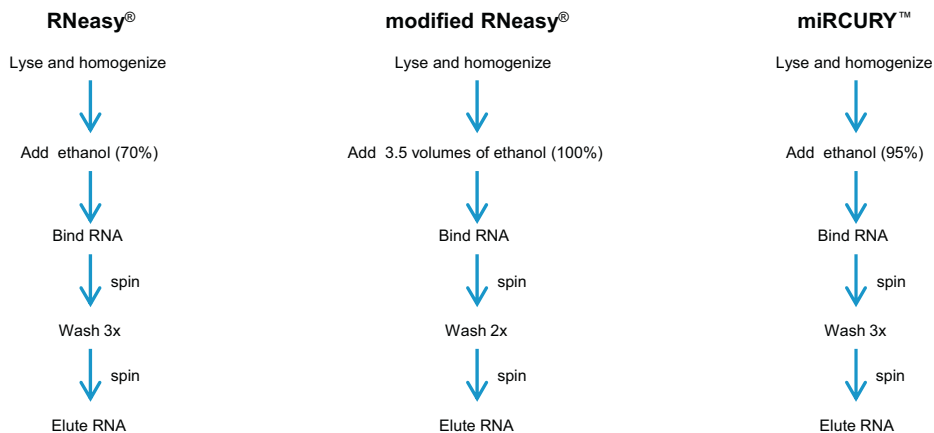 RNeasy® modified RNeasy® miRCURY™
Lyse and homogenize Lyse and homogenize Lyse and homogenize
Add ethanol (70%) Add 3.5 volumes of ethanol (100%) Add ethanol (95%)
Bind RNA Bind RNA Bind RNA
spin spin spin
Wash 3x Wash 2x Wash 3x
spin spin spin
Elute RNA Elute RNA Elute RNA